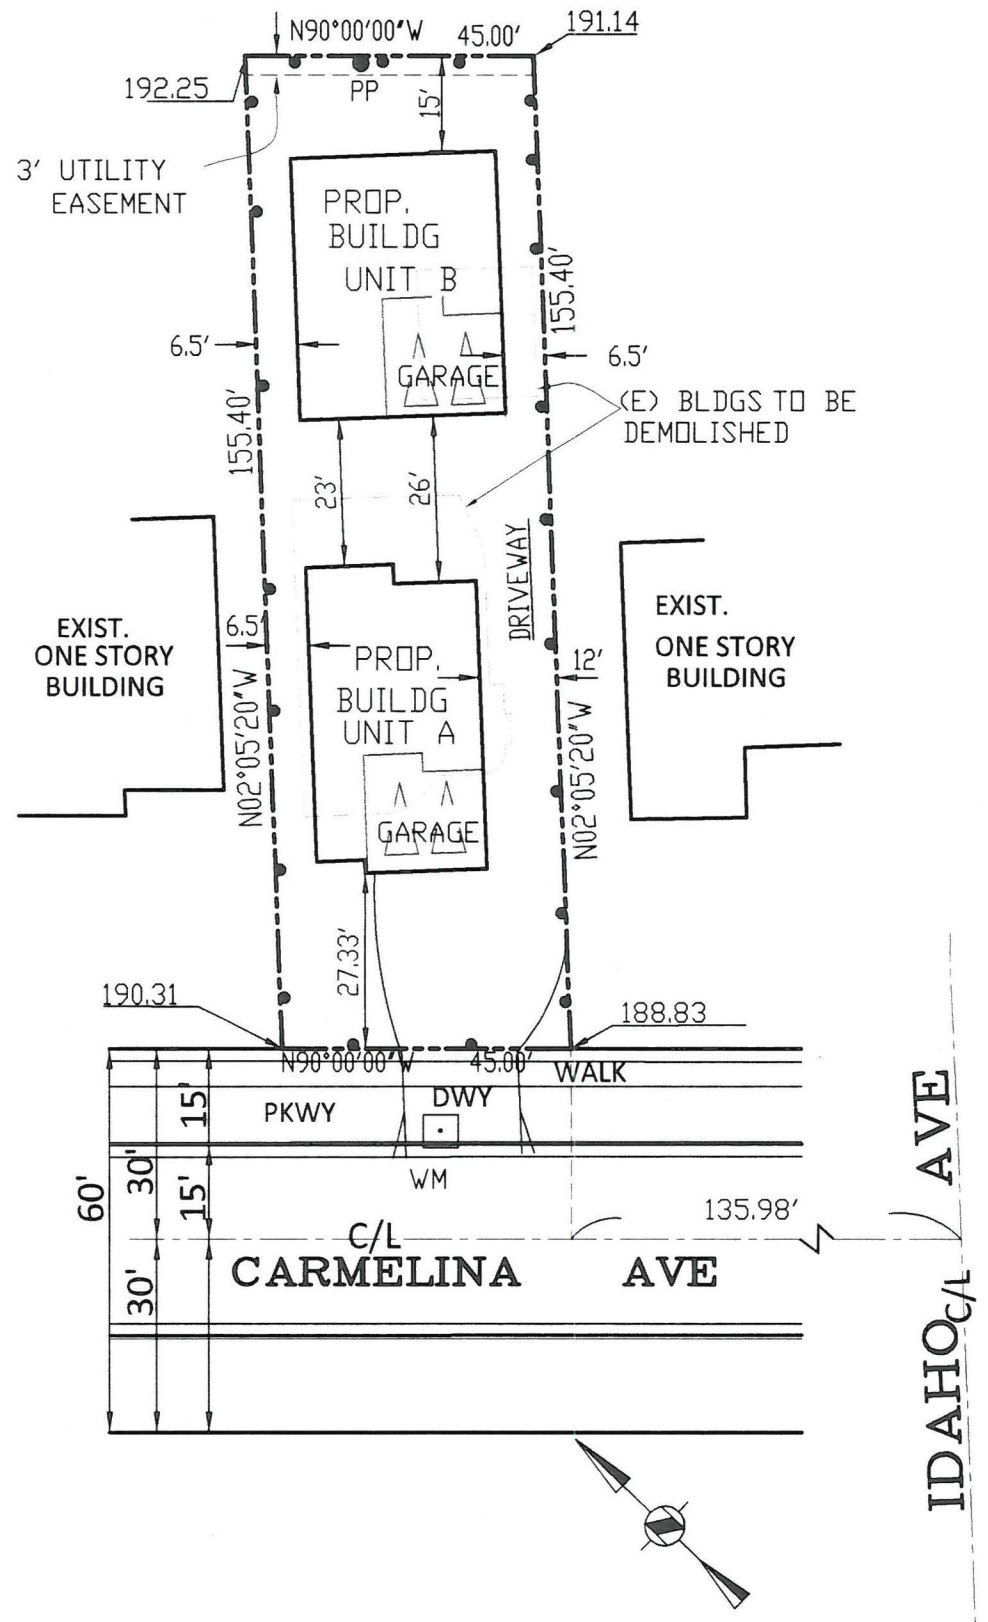 N90°00'00"W
45.00'
191.14
192.25
PP
15'
3' UTILITY
EASEMENT
PROP.
BUILDG
UNIT B
155.40'
6.5'
6.5'
GARAGE
(E) BLDGS TO BE
DEMOLISHED
155.40'
23'
26'
DRIVEWAY
EXIST.
ONE STORY
BUILDING
EXIST.
ONE STORY
BUILDING
6.5'
PROP.
BUILDG
UNIT A
12'
N02°05'20"W
N02°05'20"W
GARAGE
27.33'
190.31
188.83
N90°00'00"W
45.00'
WALK
PKWY
DWY
15'
30'
60'
15'
WM
135.98'
C/L
CARMELINA AVE
30'
IDAHO AVE
C/L